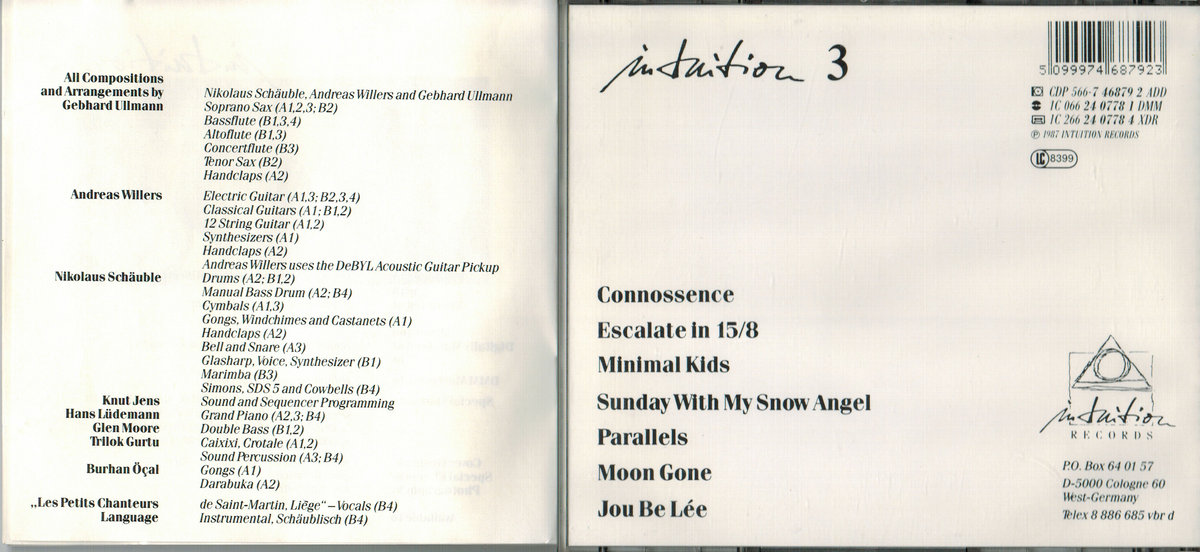 All Compositions
and Arrangements by
Gebhard Ullmann
Nikolaus Schäuble, Andreas Willers and Gebhard Ullmann
Soprano Sax (A1,2,3; B2)
Bassflute (B1,3,4)
Altoflute (B1,3)
Concertflute (B3)
Tenor Sax (B2)
Handclaps (A2)
Andreas Willers Electric Guitar (A1,3; B2,3,4)
Classical Guitars (A1; B1,2)
12 String Guitar (A1,2)
Synthesizers (A1)
Handclaps (A2)
Andreas Willers uses the DeBYL Acoustic Guitar Pickup
Nikolaus Schäuble Drums (A2; B1,2)
Manual Bass Drum (A2; B4)
Cymbals (A1,3)
Gongs, Windchimes and Castanets (A1)
Handclaps (A2)
Bell and Snare (A3)
Glasharp, Voice, Synthesizer (B1)
Marimba (B3)
Simons, SDS 5 and Cowbells (B4)
Knut Jens Sound and Sequencer Programming
Hans Lüdemann Grand Piano (A2,3; B4)
Glen Moore Double Bass (B1,2)
Trilok Gurtu Caixixi, Crotale (A1,2)
Sound Percussion (A3; B4)
Burhan Öçal Gongs (A1)
Darabuka (A2)
„Les Petits Chanteurs de Saint-Martin, Liège“ – Vocals (B4)
Language Instrumental, Schäublisch (B4)
intuition 3
5 099974 687923
CDP 566-7 46879 2 ADD
1C 066 24 0778 1 DMM
1C 266 24 0778 4 XDR
℗ 1987 INTUITION RECORDS
LC 8399
Connossence
Escalate in 15/8
Minimal Kids
Sunday With My Snow Angel
Parallels
Moon Gone
Jou Be Lée
intuition
RECORDS
P.O. Box 64 01 57
D-5000 Cologne 60
West-Germany
Telex 8 886 685 vbr d